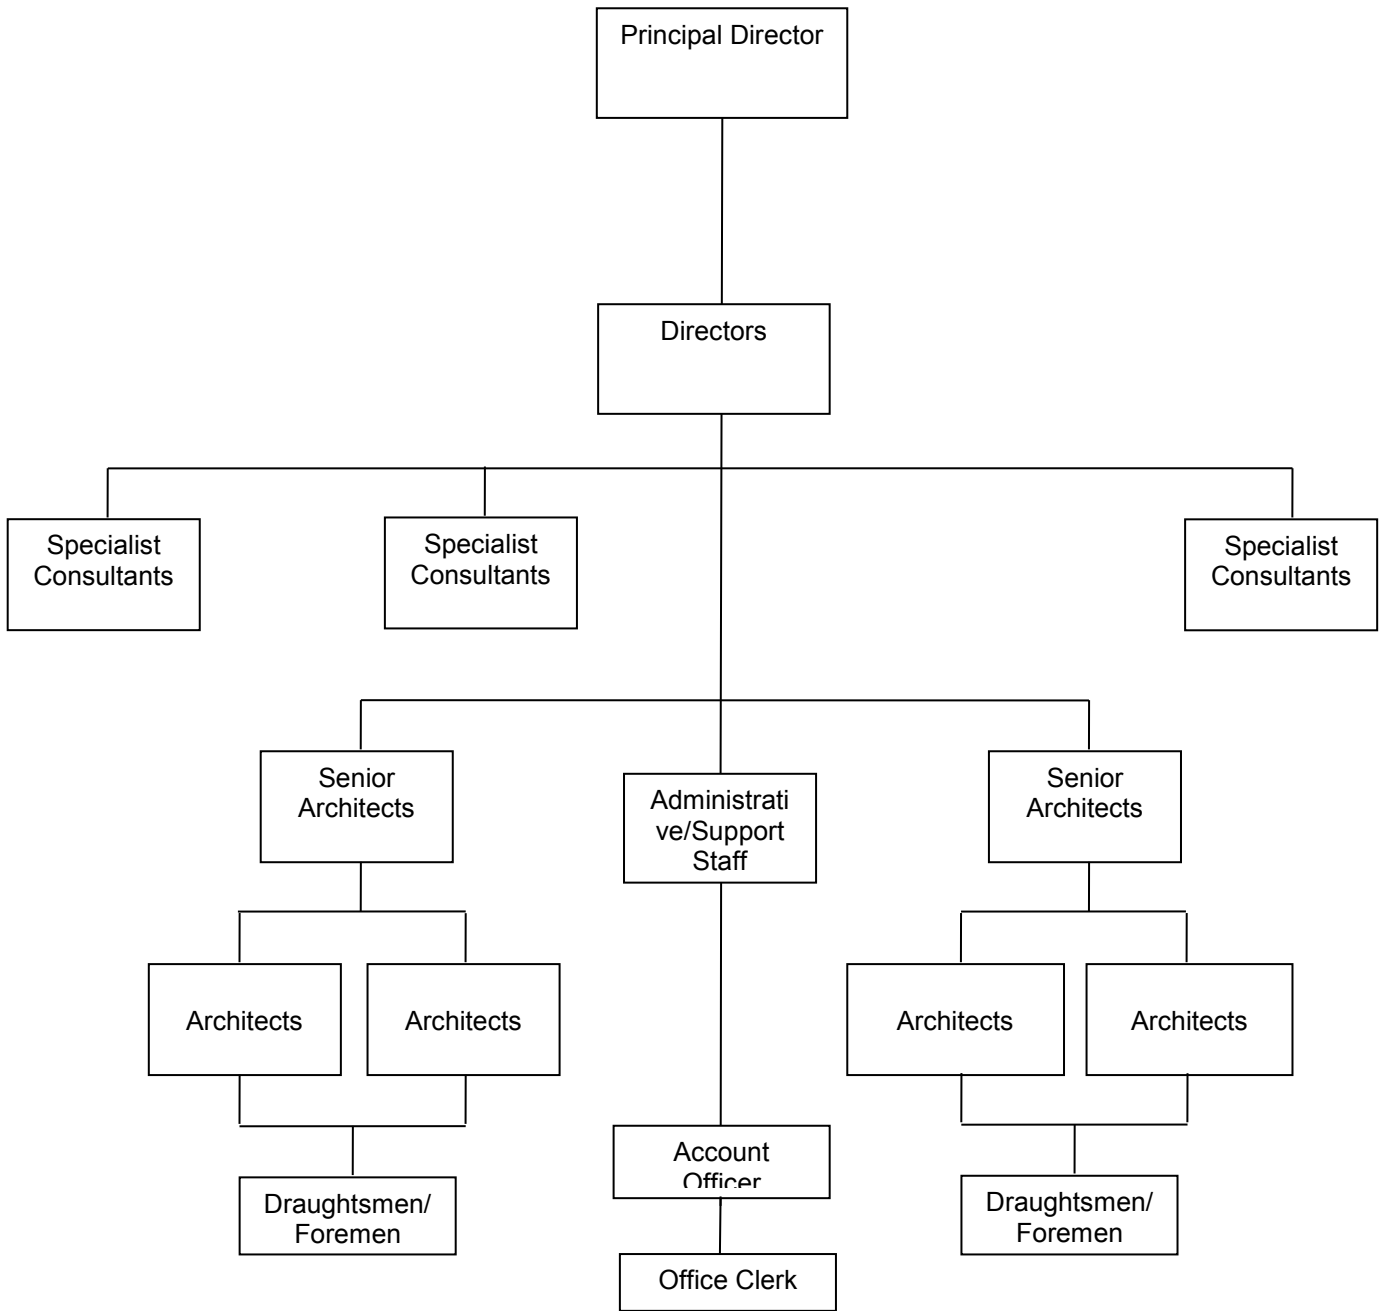 Principal Director
Directors
Specialist
Consultants
Specialist
Consultants
Specialist
Consultants
Senior
Architects
Administrati
ve/Support
Staff
Senior
Architects
Architects
Architects
Architects
Architects
Account
Officer
Draughtsmen/
Foremen
Draughtsmen/
Foremen
Office Clerk